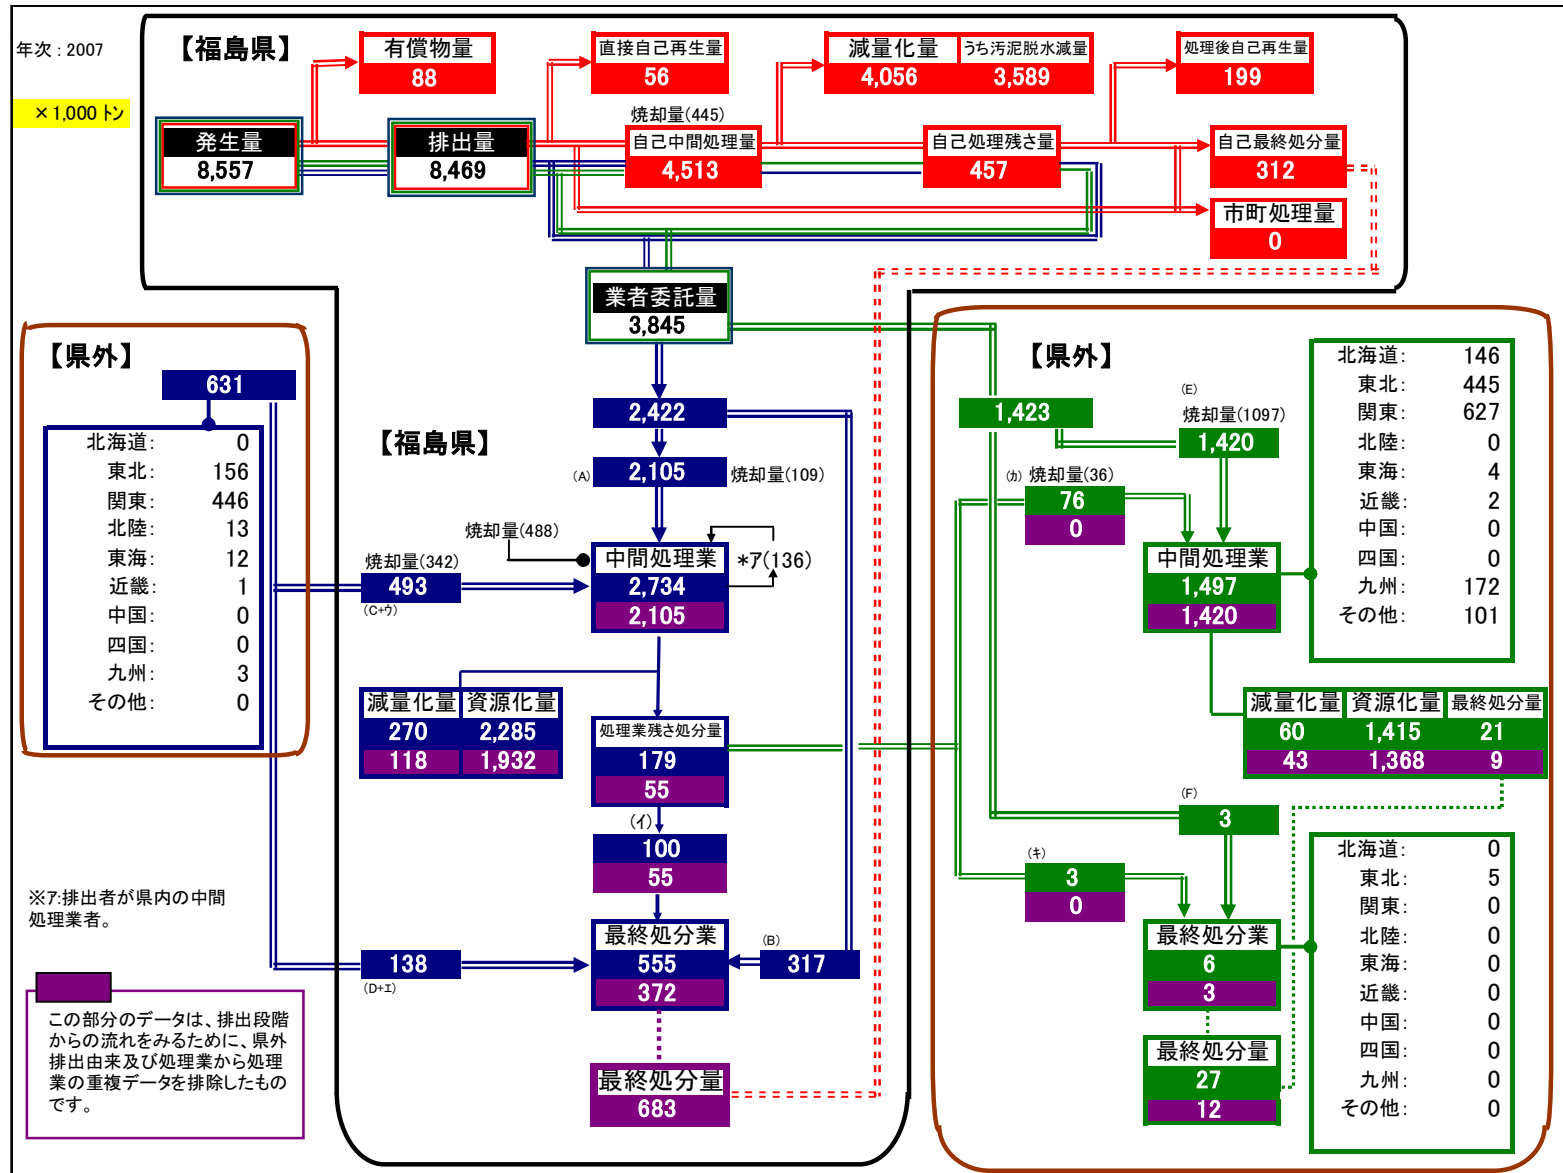 年次：2007
×1,000 トン
【福島県】
有償物量
88
直接自己再生量
56
減量化量
4,056
うち汚泥脱水減量
3,589
処理後自己再生量
199
発生量
8,557
排出量
8,469
焼却量(445)
自己中間処理量
4,513
自己処理残さ量
457
自己最終処分量
312
市町処理量
0
業者委託量
3,845
【県外】
631
北海道: 0
東北: 156
関東: 446
北陸: 13
東海: 12
近畿: 1
中国: 0
四国: 0
九州: 3
その他: 0
【福島県】
2,422
(A)
2,105
焼却量(109)
焼却量(488)
焼却量(342)
493
(C+ｳ)
中間処理業
2,734
2,105
*ｱ(136)
減量化量
270
118
資源化量
2,285
1,932
処理業残さ処分量
179
55
(ｲ)
100
55
138
(D+ｴ)
最終処分業
555
372
(B)
317
最終処分量
683
【県外】
1,423
(E)
焼却量(1097)
1,420
(ｶ) 焼却量(36)
76
0
中間処理業
1,497
1,420
北海道: 146
東北: 445
関東: 627
北陸: 0
東海: 4
近畿: 2
中国: 0
四国: 0
九州: 172
その他: 101
減量化量
60
43
資源化量
1,415
1,368
最終処分量
21
9
(F)
3
(ｷ)
3
0
最終処分業
6
3
最終処分量
27
12
北海道: 0
東北: 5
関東: 0
北陸: 0
東海: 0
近畿: 0
中国: 0
四国: 0
九州: 0
その他: 0
※ｱ:排出者が県内の中間
処理業者。
この部分のデータは、排出段階
からの流れをみるために、県外
排出由来及び処理業から処理
業の重複データを排除したもの
です。